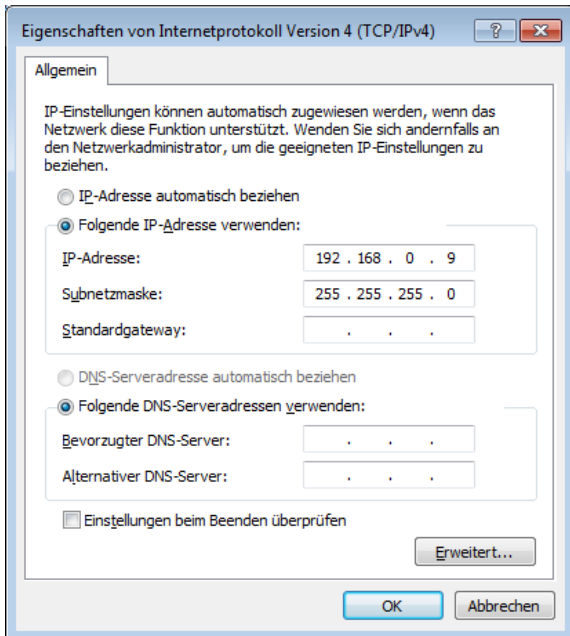 Eigenschaften von Internetprotokoll Version 4 (TCP/IPv4)
Allgemein
IP-Einstellungen können automatisch zugewiesen werden, wenn das
Netzwerk diese Funktion unterstützt. Wenden Sie sich andernfalls an
den Netzwerkadministrator, um die geeigneten IP-Einstellungen zu
beziehen.
IP-Adresse automatisch beziehen
Folgende IP-Adresse verwenden:
IP-Adresse: 192 . 168 . 0 . 9
Subnetzmaske: 255 . 255 . 255 . 0
Standardgateway: . . .
DNS-Serveradresse automatisch beziehen
Folgende DNS-Serveradressen verwenden:
Bevorzugter DNS-Server: . . .
Alternativer DNS-Server: . . .
Einstellungen beim Beenden überprüfen
Erweitert...
OK Abbrechen